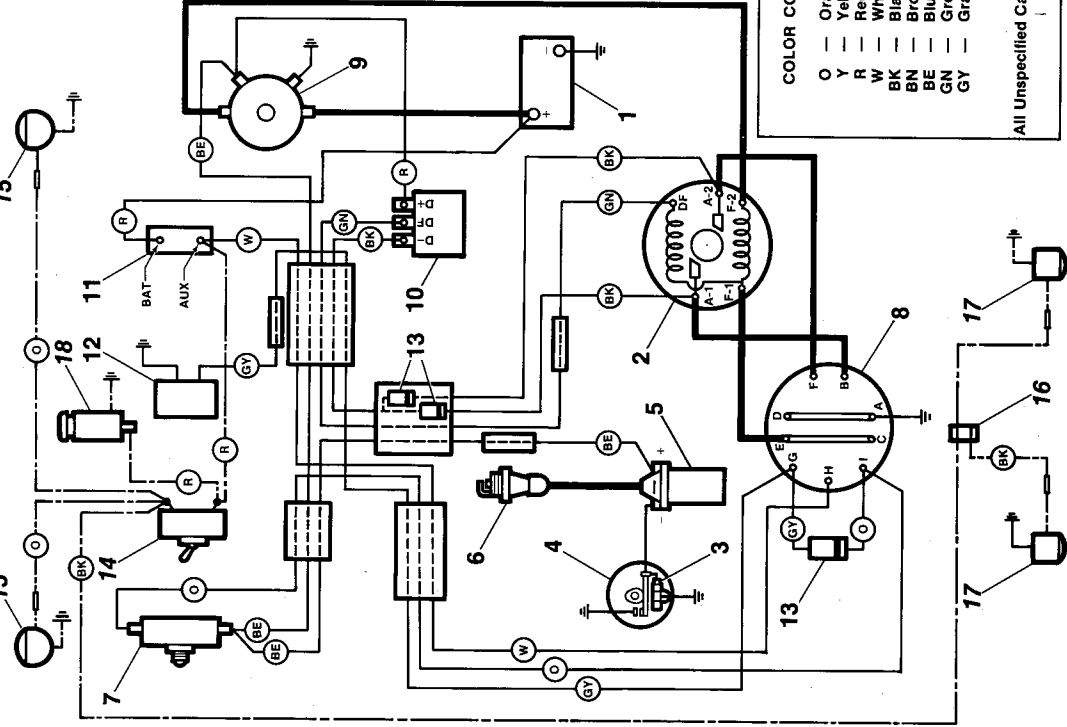 COLOR CO
O — Ora
Y — Yel
R — Re
W — Wh
BK — Bla
BN — Bro
BE — Blu
GN — Gre
GY — Gra
All Unspecified Ca
15
15
O
O
R
BE
9
1
+
-
11
BAT
AUX
W
R
12
18
GY
R
R
14
BK
7
O
BE
BE
10
D+
DF
D-
R
GN
BK
13
BK
GN
BK
2
DF
A-2
F-2
A-1
F-1
BE
5
+
-
6
4
3
8
F
B
D
A
E
C
G
H
I
GY
O
13
W
O
GY
16
BK
17
17